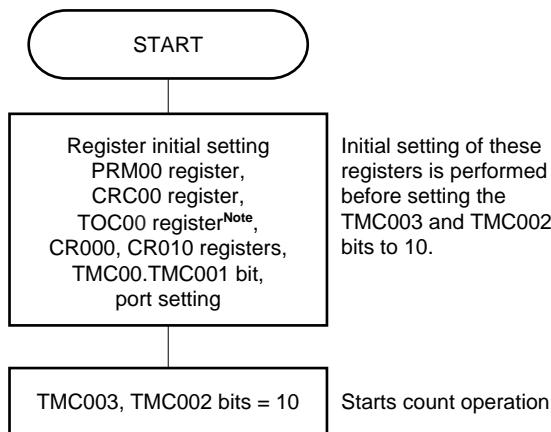 START
Register initial setting
PRM00 register,
CRC00 register,
TOC00 registerNote,
CR000, CR010 registers,
TMC00.TMC001 bit,
port setting
Initial setting of these
registers is performed
before setting the
TMC003 and TMC002
bits to 10.
TMC003, TMC002 bits = 10
Starts count operation